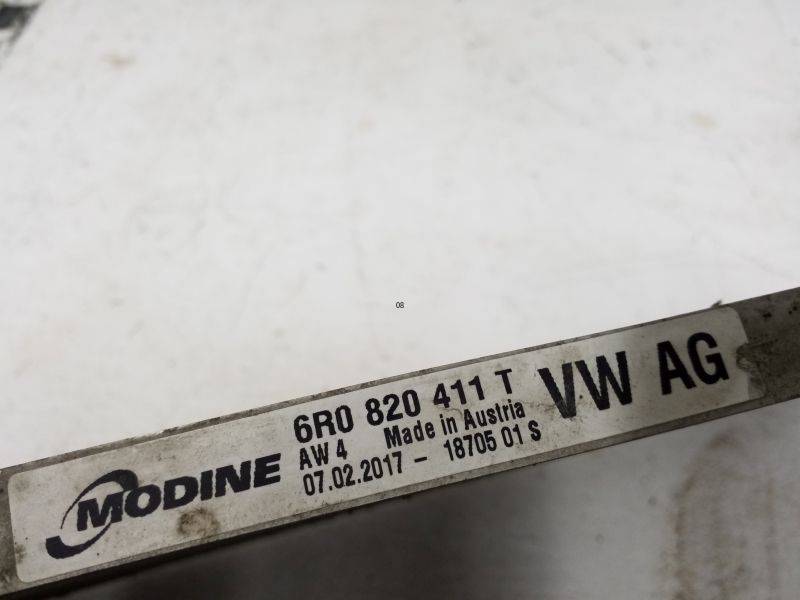 08
MODINE
6R0 820 411 T
AW 4 Made in Austria
07.02.2017 - 18705 01 S
VW AG